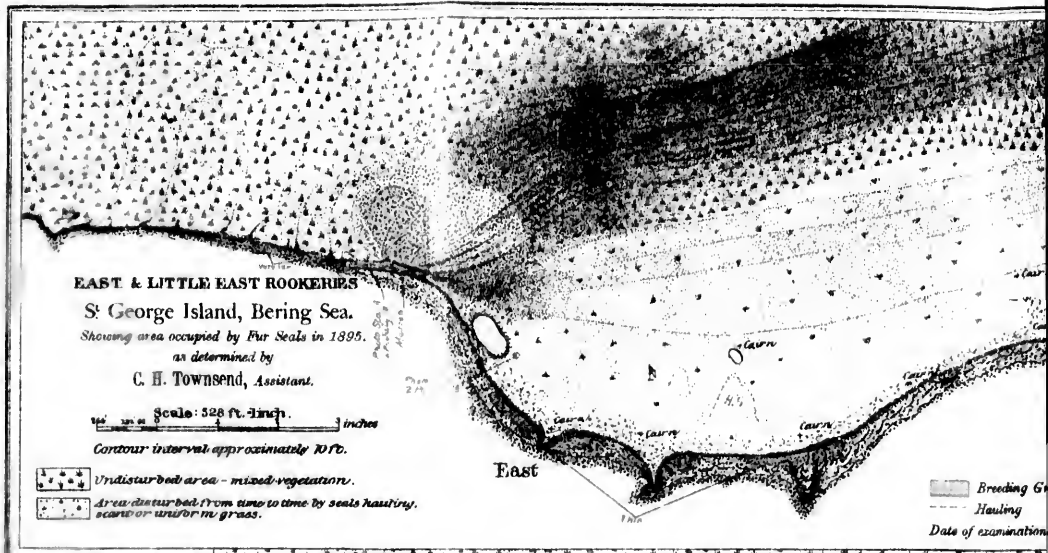 EAST & LITTLE EAST ROOKERIES
St George Island, Bering Sea.
Showing area occupied by Fur Seals in 1895.
as determined by
C. H. Townsend, Assistant.
Scale: 528 ft. = 1 inch.
inches
Contour interval approximately 10 ft.
Undisturbed area - mixed vegetation.
Area disturbed from time to time by seals hauling.
scant or uniform grass.
Cairn
Cairn
Cairn
Cairn
Cairn
East
Breeding Gr
Hauling
Date of examination